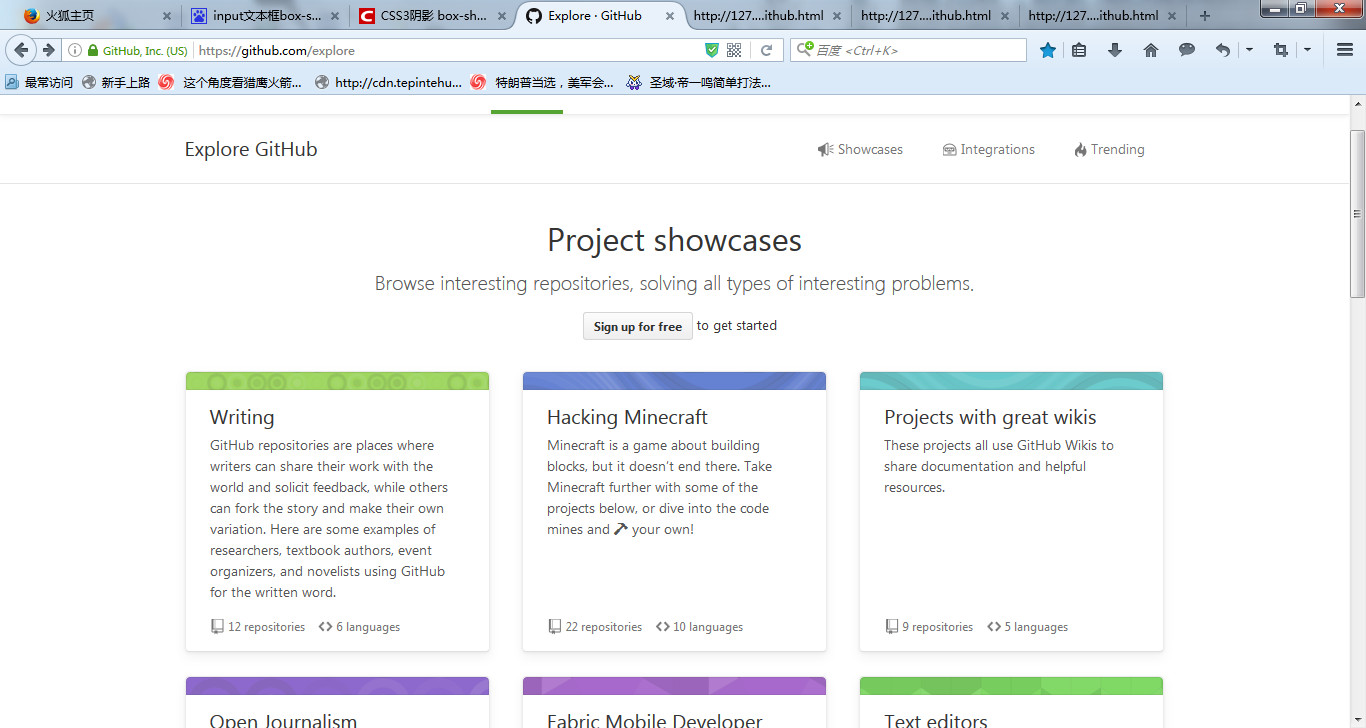 火狐主页
input文本框box-s...
CSS3阴影 box-sh...
Explore · GitHub
http://127....ithub.html
http://127....ithub.html
http://127....ithub.html
GitHub, Inc. (US)
https://github.com/explore
百度 <Ctrl+K>
最常访问
新手上路
这个角度看猎鹰火箭...
http://cdn.tepintehu...
特朗普当选，美军会...
圣域·帝一鸣简单打法...
Explore GitHub
Showcases
Integrations
Trending
Project showcases
Browse interesting repositories, solving all types of interesting problems.
Sign up for free to get started
Writing
GitHub repositories are places where
writers can share their work with the
world and solicit feedback, while others
can fork the story and make their own
variation. Here are some examples of
researchers, textbook authors, event
organizers, and novelists using GitHub
for the written word.
12 repositories 6 languages
Hacking Minecraft
Minecraft is a game about building
blocks, but it doesn't end there. Take
Minecraft further with some of the
projects below, or dive into the code
mines and your own!
22 repositories 10 languages
Projects with great wikis
These projects all use GitHub Wikis to
share documentation and helpful
resources.
9 repositories 5 languages
Open Journalism
Fabric Mobile Developer
Text editors